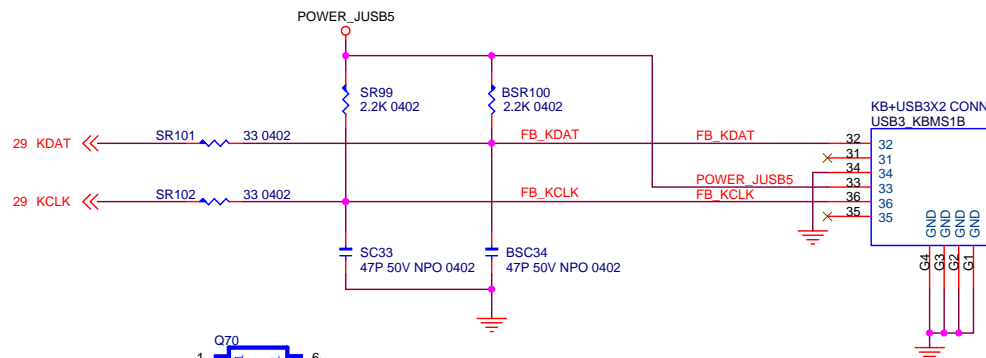 POWER_JUSB5
SR99
2.2K 0402
BSR100
2.2K 0402
KB+USB3X2 CONN
USB3_KBMS1B
29 KDAT
SR101
33 0402
FB_KDAT
FB_KDAT
32
32
31
31
34
34
POWER_JUSB5
33
33
29 KCLK
SR102
33 0402
FB_KCLK
FB_KCLK
36
36
35
35
SC33
47P 50V NPO 0402
BSC34
47P 50V NPO 0402
GND
GND
GND
GND
G4
G3
G2
G1
Q70
1
6